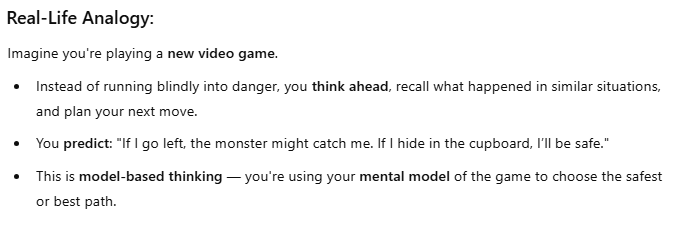 Real-Life Analogy:
Imagine you're playing a new video game.
• Instead of running blindly into danger, you think ahead, recall what happened in similar situations,
and plan your next move.
• You predict: "If I go left, the monster might catch me. If I hide in the cupboard, I'll be safe."
• This is model-based thinking — you're using your mental model of the game to choose the safest
or best path.